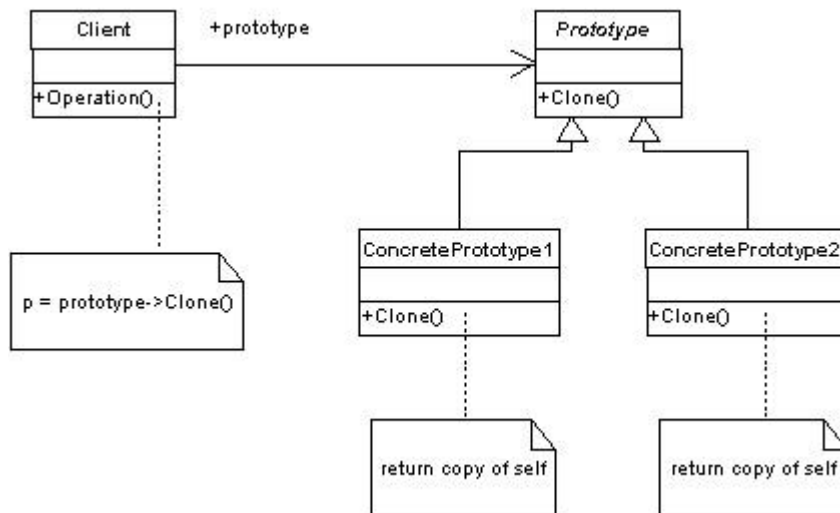 Client
+prototype
Prototype
+Operation()
+Clone()
ConcretePrototype1
ConcretePrototype2
p = prototype->Clone()
+Clone()
+Clone()
return copy of self
return copy of self